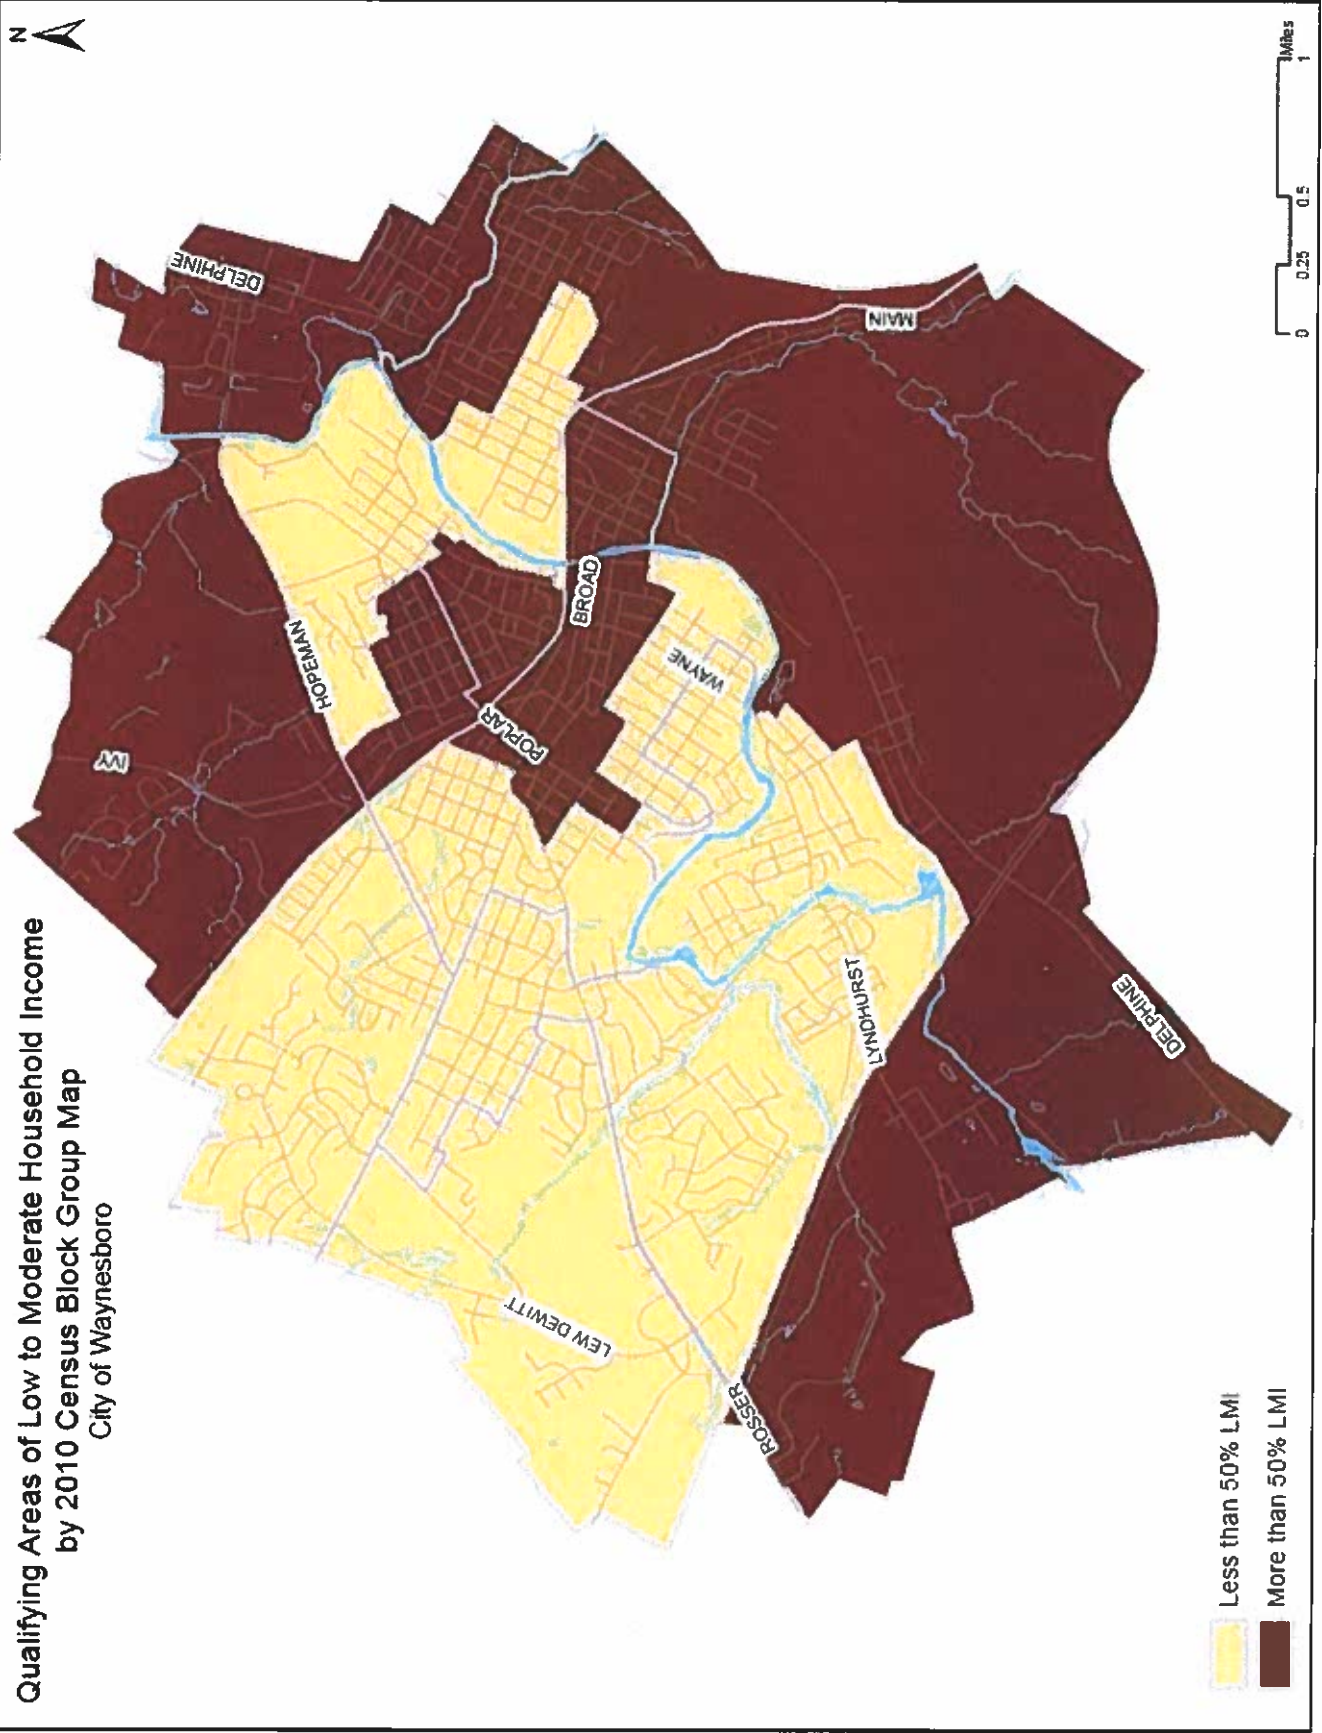 Qualifying Areas of Low to Moderate Household Income
by 2010 Census Block Group Map
City of Waynesboro
N
IVY
HOPEMAN
DELPHINE
POPLAR
BROAD
WAYNE
MAIN
LEW DEWITT
ROSSER
LYNDHURST
DELPHINE
Less than 50% LMI
More than 50% LMI
0 0.25 0.5 1
Miles